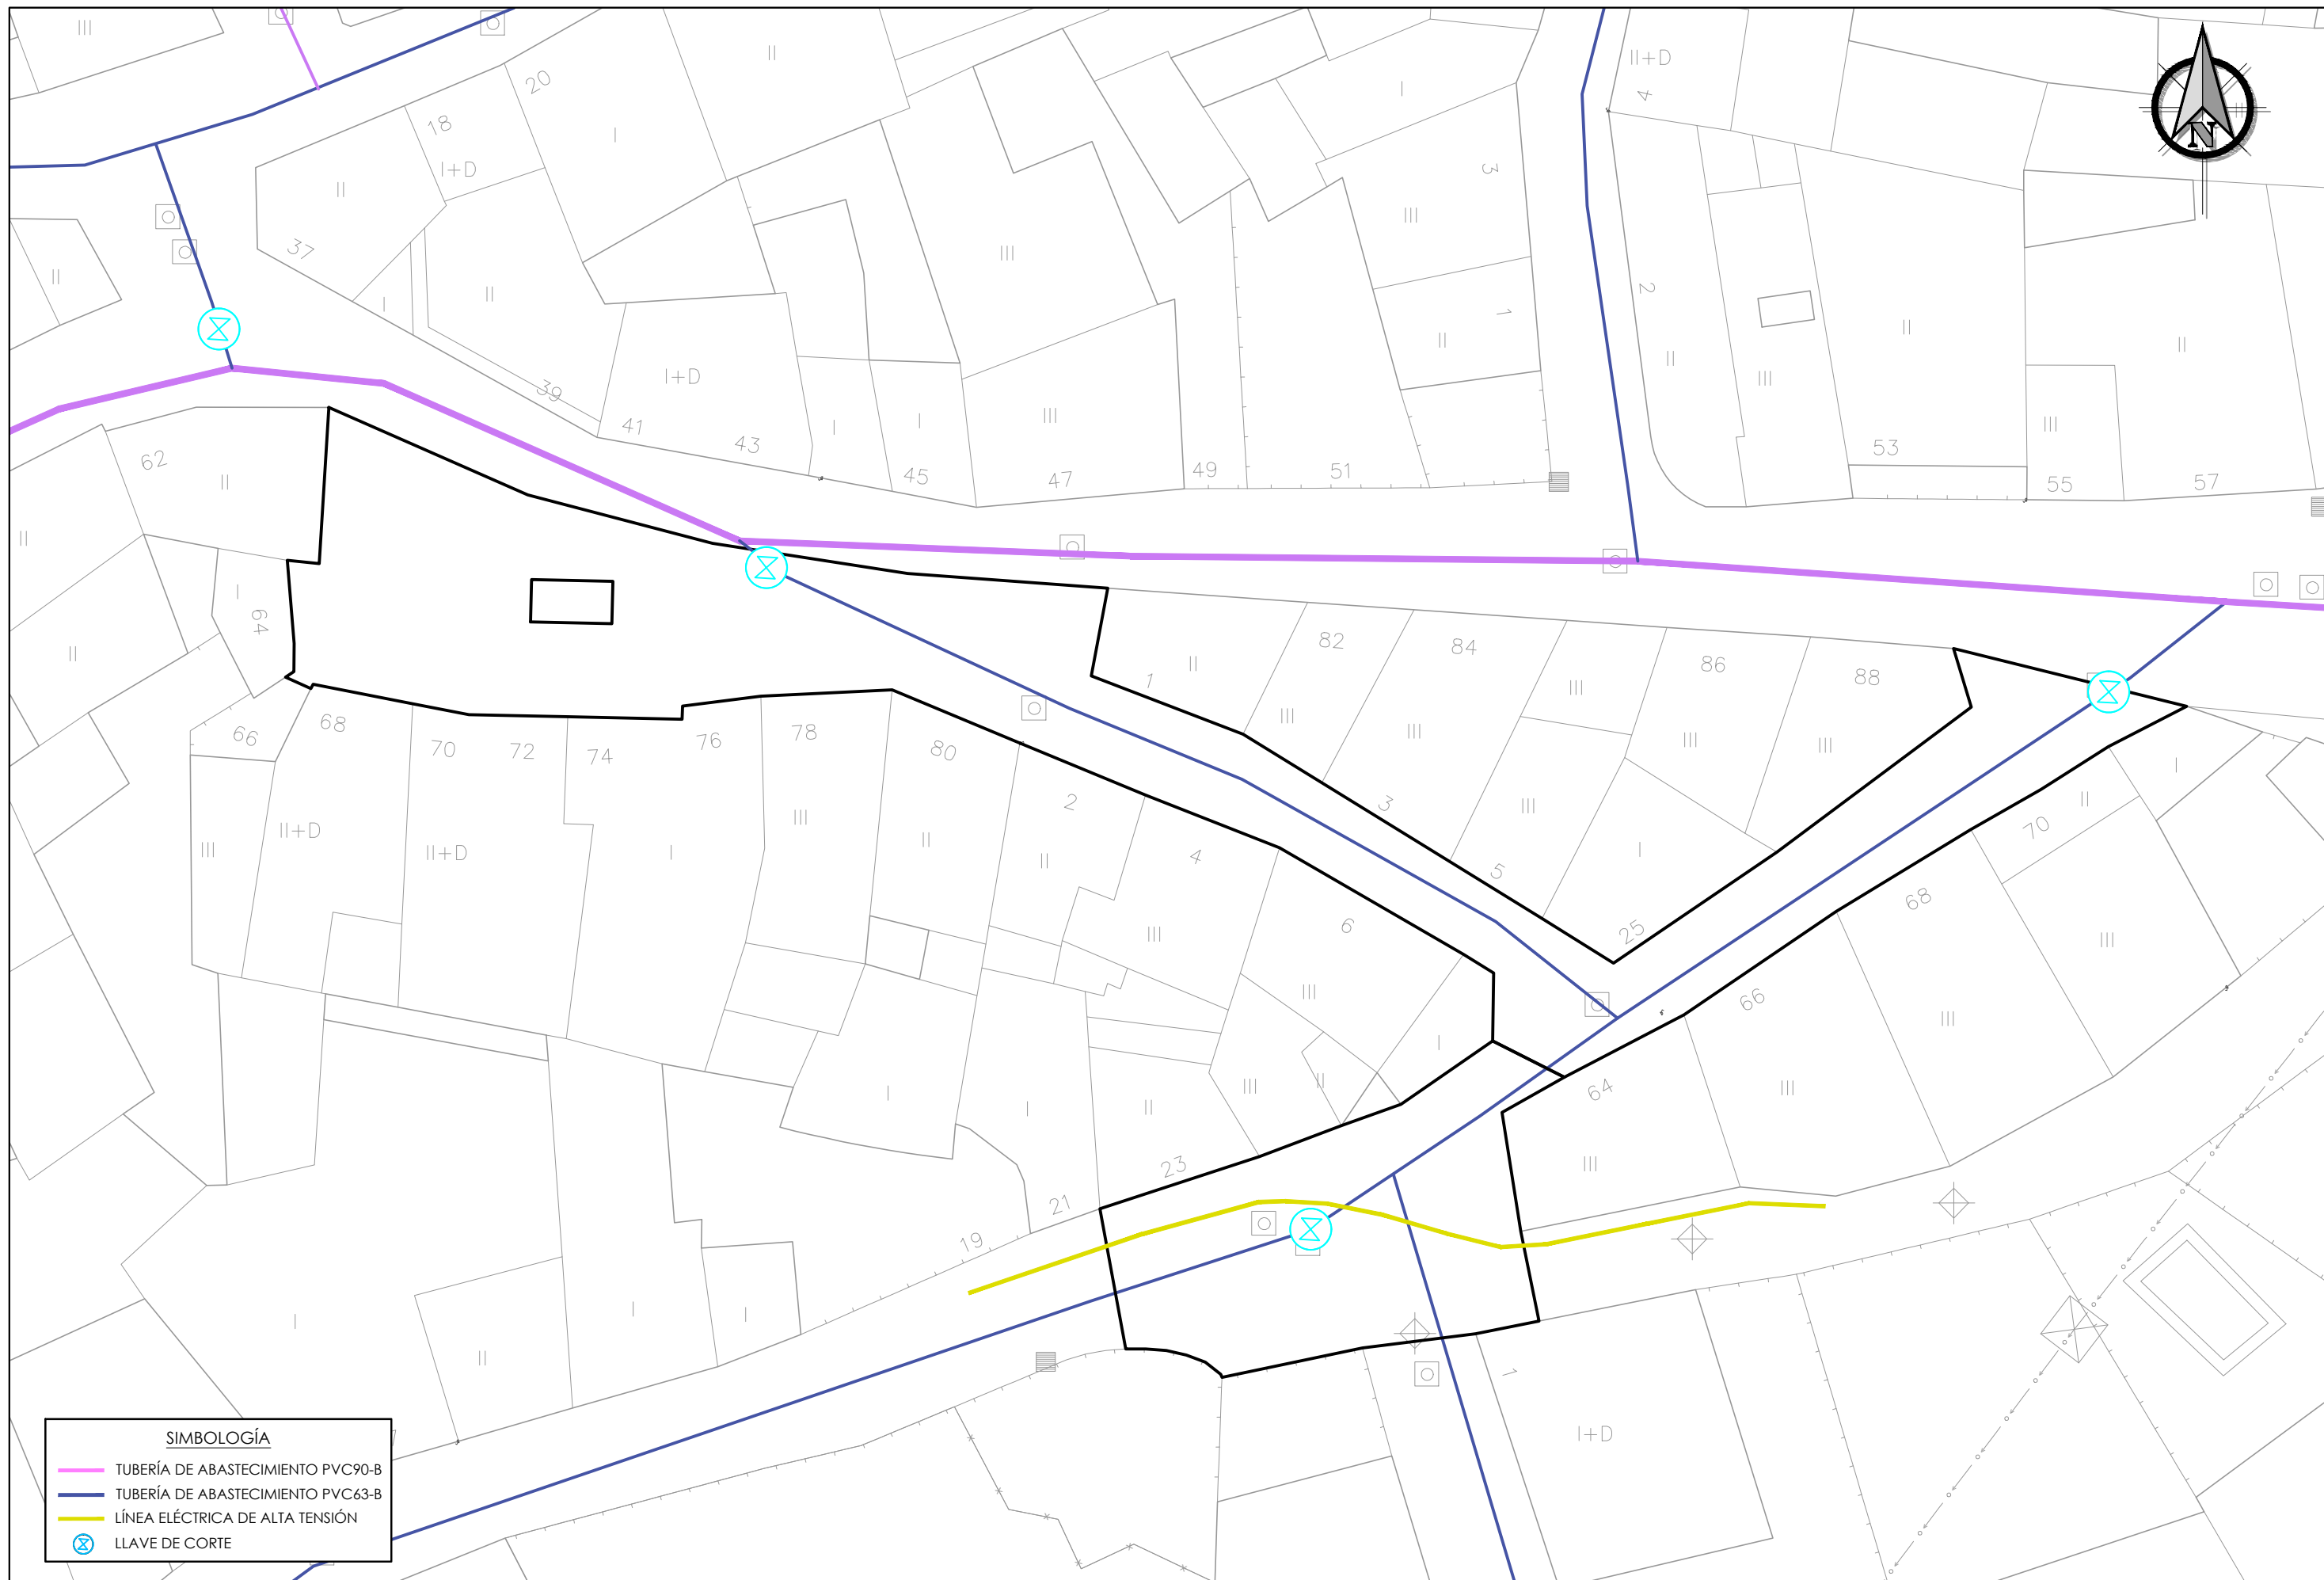 III
II
20
18
I
I+D
II
37
II
I
II
39
I+D
41
43
I
I
45
III
III
47
49
51
I
3
III
1
II
II+D
4
2
II
III
II
53
III
55
II
57
N
62
II
II
II
I
64
66
68
70
72
74
76
78
80
III
II+D
II+D
I
III
II
2
II
4
III
6
III
I
1
II
82
III
84
III
3
III
III
5
86
III
88
III
I
25
I
II
70
68
III
66
III
64
III
III
II
III
II
23
I
21
I
19
I
II
I
I
1
I+D
SIMBOLOGÍA
TUBERÍA DE ABASTECIMIENTO PVC90-B
TUBERÍA DE ABASTECIMIENTO PVC63-B
LÍNEA ELÉCTRICA DE ALTA TENSIÓN
LLAVE DE CORTE